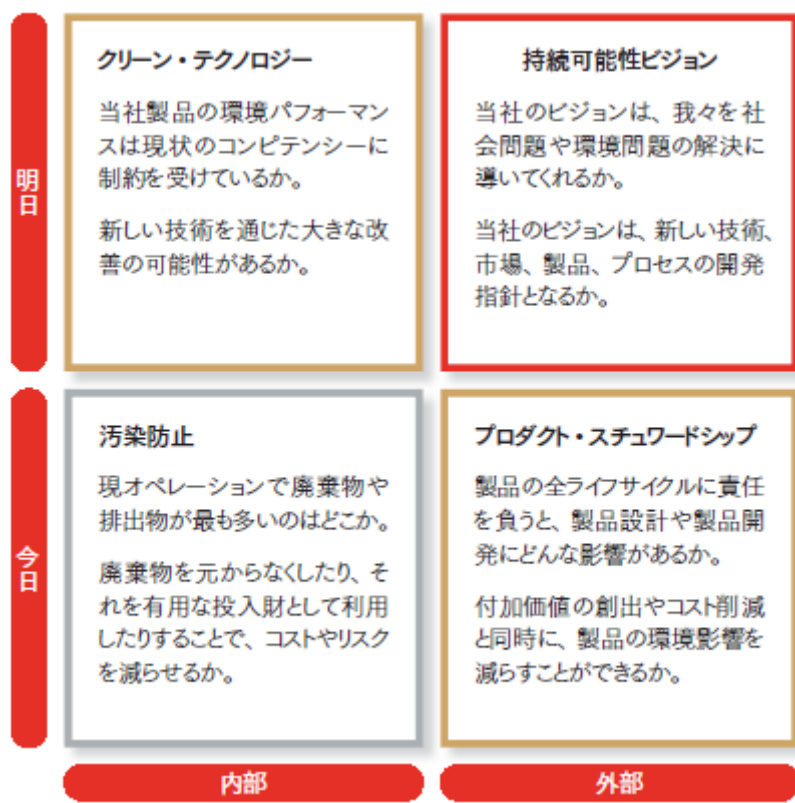 明日
クリーン・テクノロジー
当社製品の環境パフォーマン
スは現状のコンピテンシーに
制約を受けているか。
新しい技術を通じた大きな改
善の可能性があるか。
持続可能性ビジョン
当社のビジョンは、我々を社
会問題や環境問題の解決に
導いてくれるか。
当社のビジョンは、新しい技術、
市場、製品、プロセスの開発
指針となるか。
今日
汚染防止
現オペレーションで廃棄物や
排出物が最も多いのはどこか。
廃棄物を元からなくしたり、そ
れを有用な投入財として利用
したりすることで、コストやリスク
を減らせるか。
プロダクト・スチュワードシップ
製品の全ライフサイクルに責任
を負うと、製品設計や製品開
発にどんな影響があるか。
付加価値の創出やコスト削減
と同時に、製品の環境影響を
減らすことができるか。
内部
外部